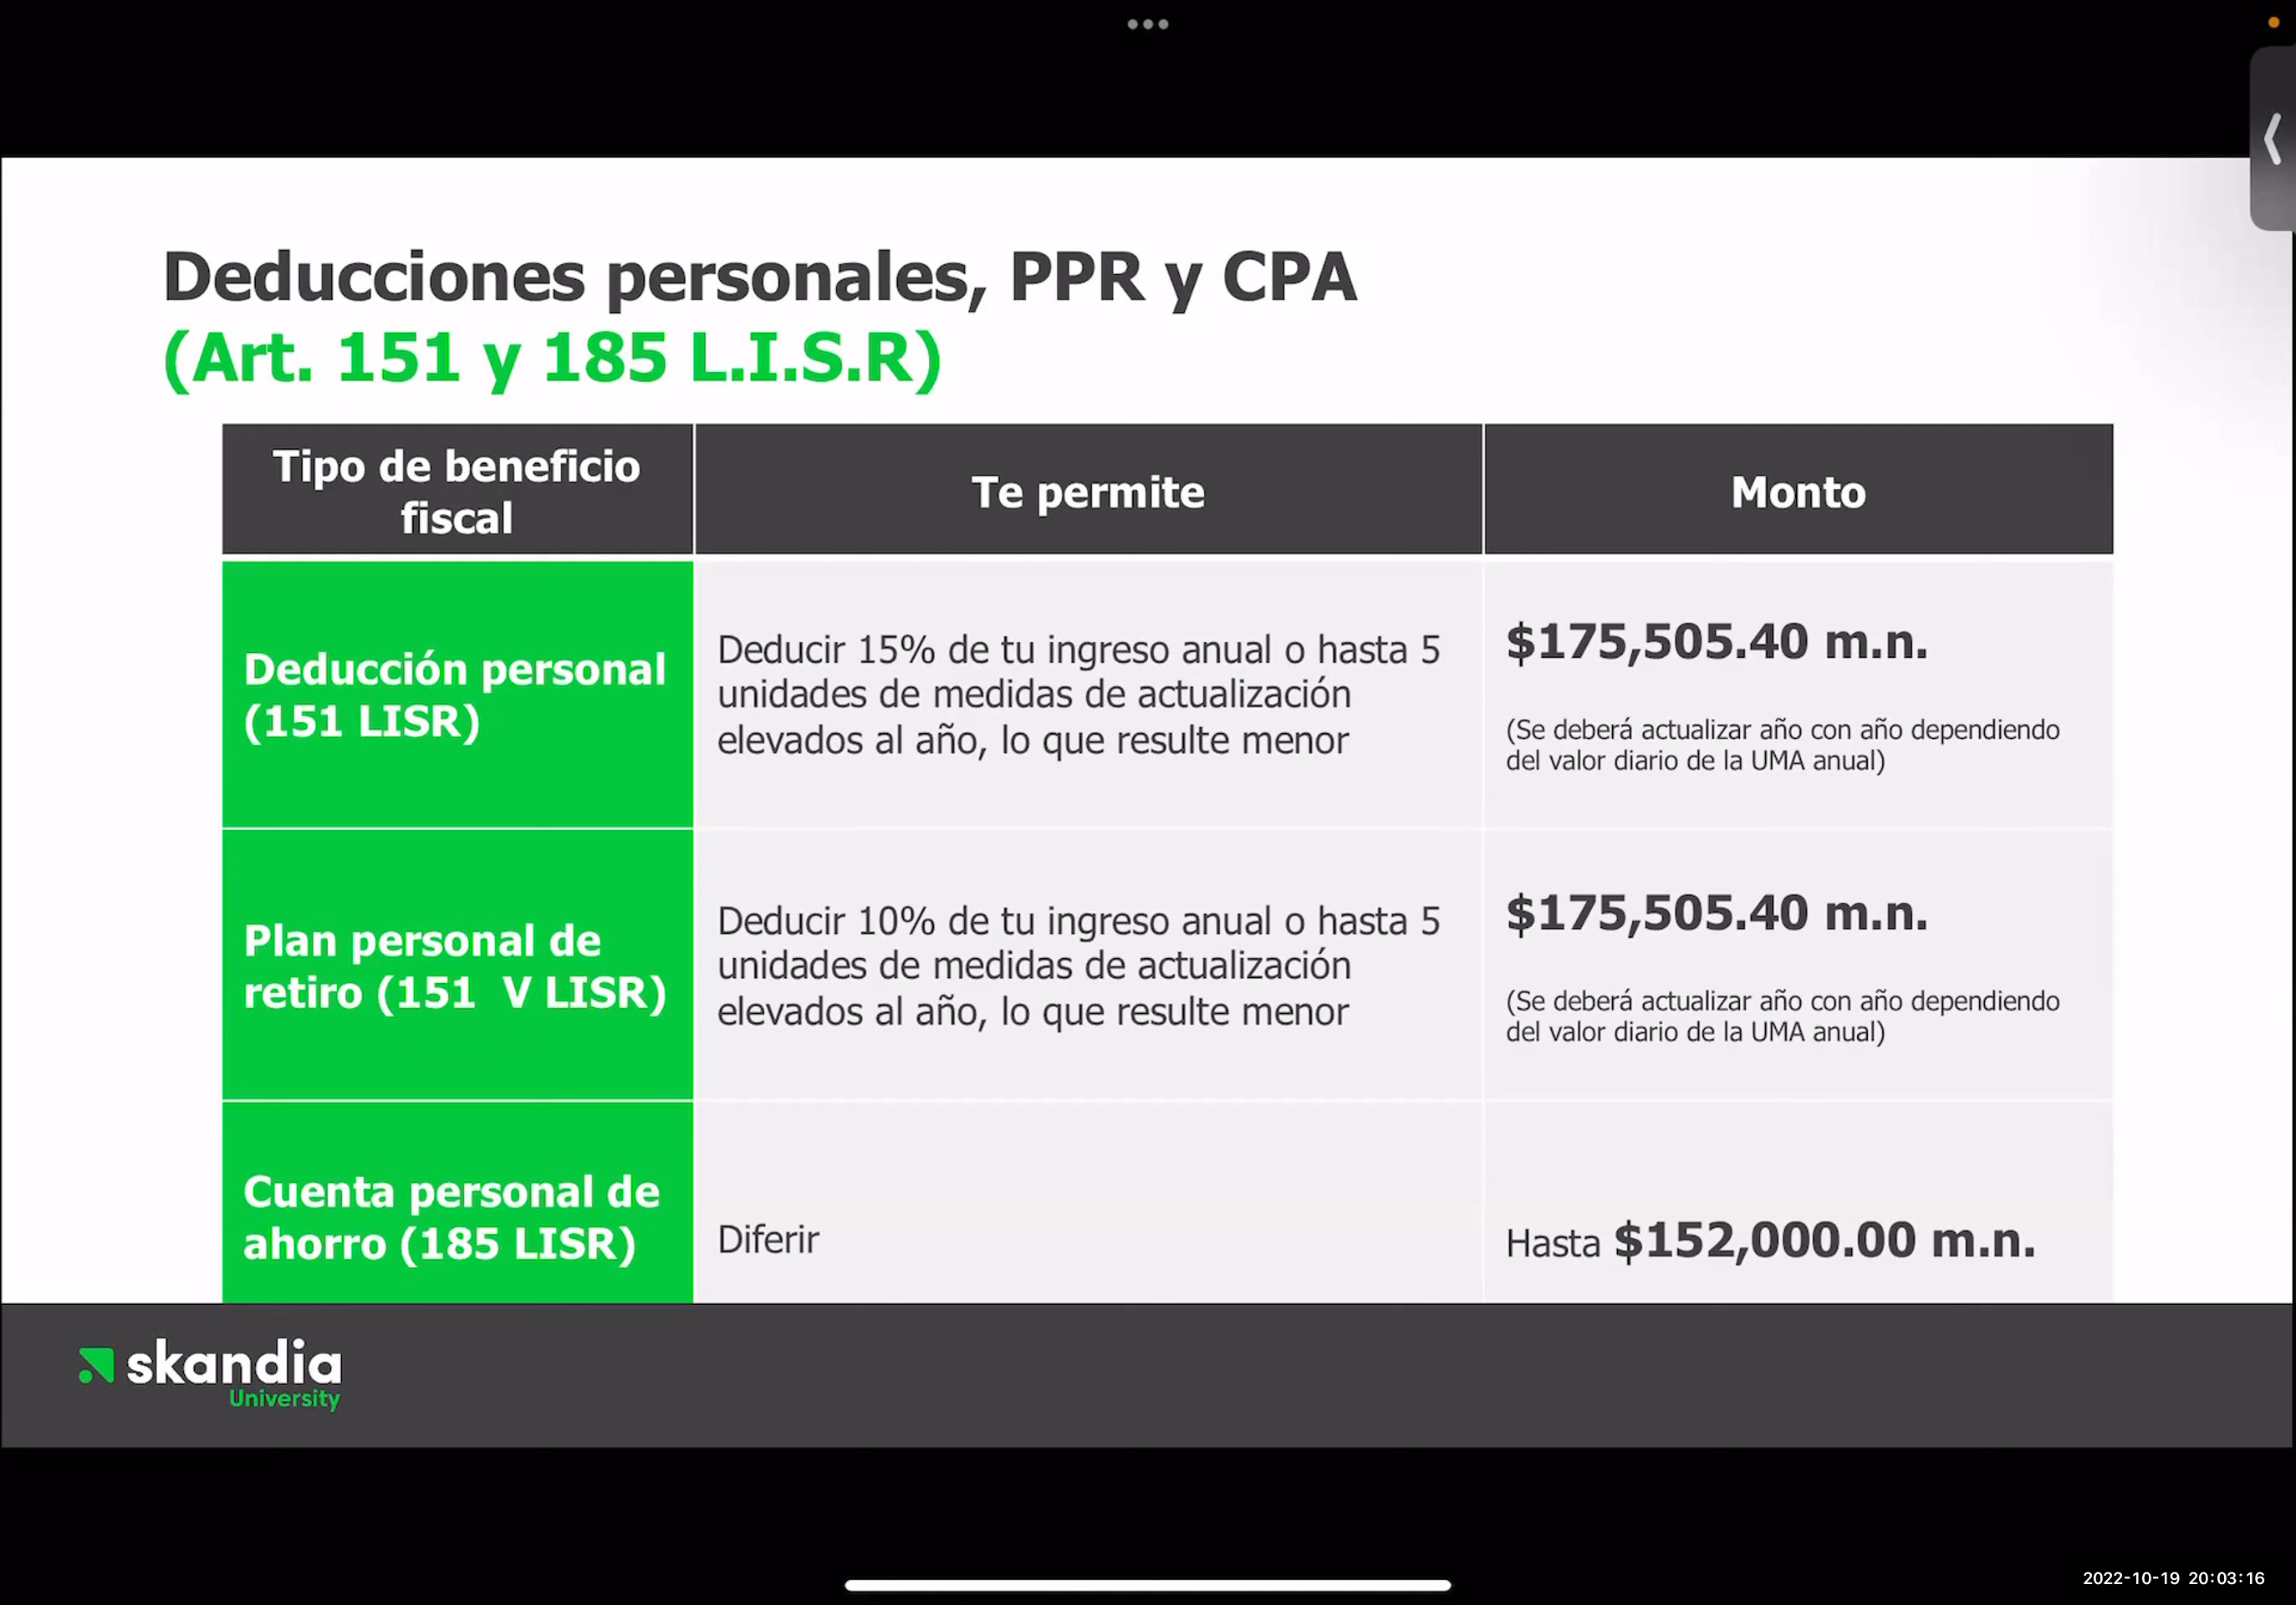 Deducciones personales, PPR y CPA
(Art. 151 y 185 L.I.S.R)
Tipo de beneficio
fiscal
Te permite
Monto
Deducción personal
(151 LISR)
Deducir 15% de tu ingreso anual o hasta 5
unidades de medidas de actualización
elevados al año, lo que resulte menor
$175,505.40 m.n.
(Se deberá actualizar año con año dependiendo
del valor diario de la UMA anual)
Plan personal de
retiro (151  V LISR)
Deducir 10% de tu ingreso anual o hasta 5
unidades de medidas de actualización
elevados al año, lo que resulte menor
$175,505.40 m.n.
(Se deberá actualizar año con año dependiendo
del valor diario de la UMA anual)
Cuenta personal de
ahorro (185 LISR)
Diferir
Hasta $152,000.00 m.n.
skandia
University
2022-10-19 20:03:16